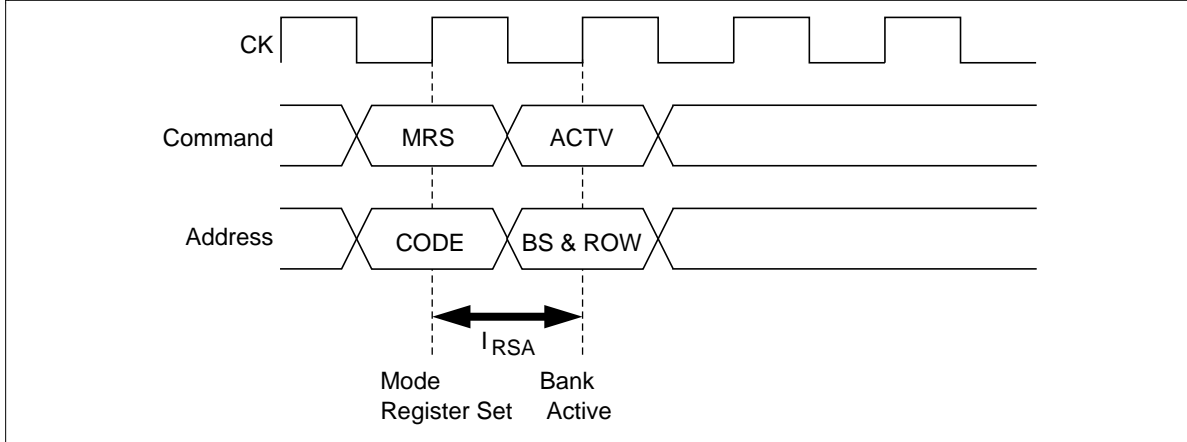 CK
Command MRS ACTV
Address CODE BS & ROW
I RSA
Mode Bank
Register Set Active